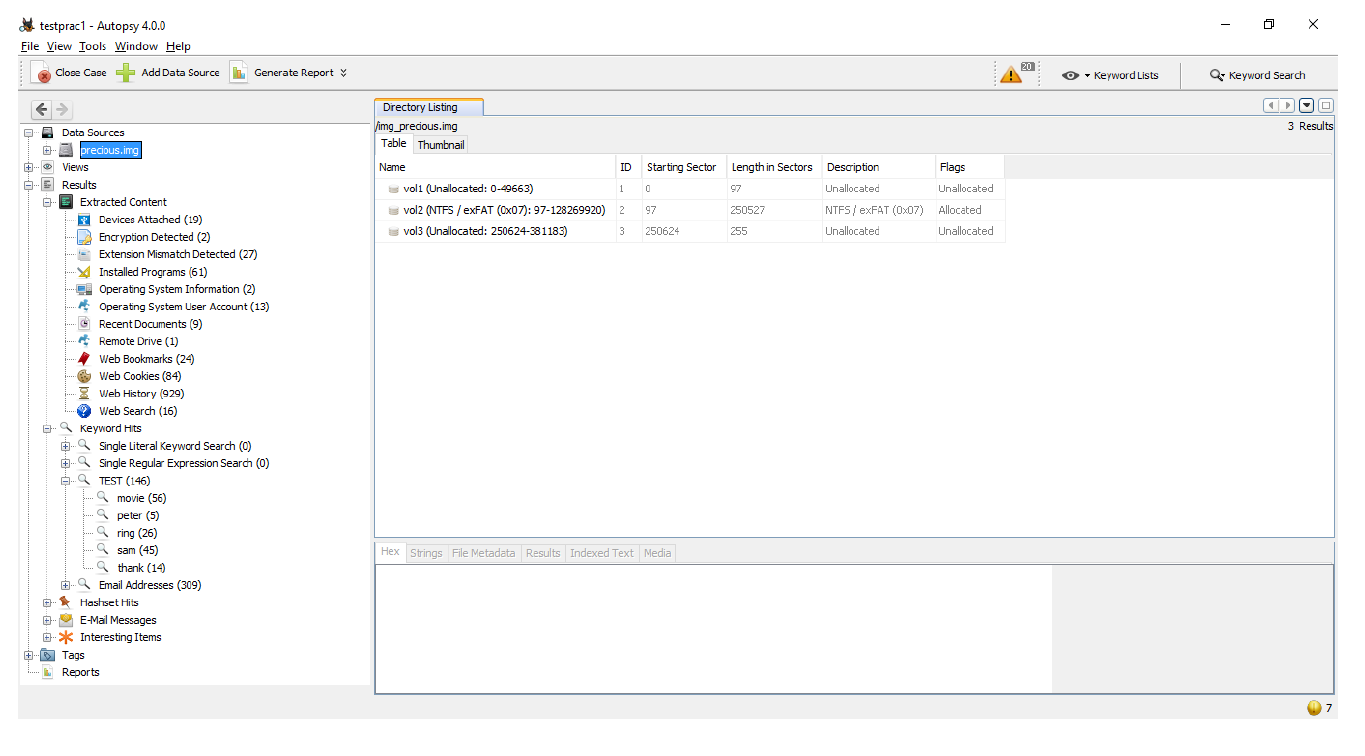 testprac1 - Autopsy 4.0.0
File View Tools Window Help
Close Case Add Data Source Generate Report
20
Keyword Lists
Keyword Search
Data Sources
precious.img
Views
Results
Extracted Content
Devices Attached (19)
Encryption Detected (2)
Extension Mismatch Detected (27)
Installed Programs (61)
Operating System Information (2)
Operating System User Account (13)
Recent Documents (9)
Remote Drive (1)
Web Bookmarks (24)
Web Cookies (84)
Web History (929)
Web Search (16)
Keyword Hits
Single Literal Keyword Search (0)
Single Regular Expression Search (0)
TEST (146)
movie (56)
peter (5)
ring (26)
sam (45)
thank (14)
Email Addresses (309)
Hashset Hits
E-Mail Messages
Interesting Items
Tags
Reports
Directory Listing
/img_precious.img 3 Results
Table Thumbnail
Name ID Starting Sector Length in Sectors Description Flags
vol1 (Unallocated: 0-49663) 1 0 97 Unallocated Unallocated
vol2 (NTFS / exFAT (0x07): 97-128269920) 2 97 250527 NTFS / exFAT (0x07) Allocated
vol3 (Unallocated: 250624-381183) 3 250624 255 Unallocated Unallocated
Hex Strings File Metadata Results Indexed Text Media
7